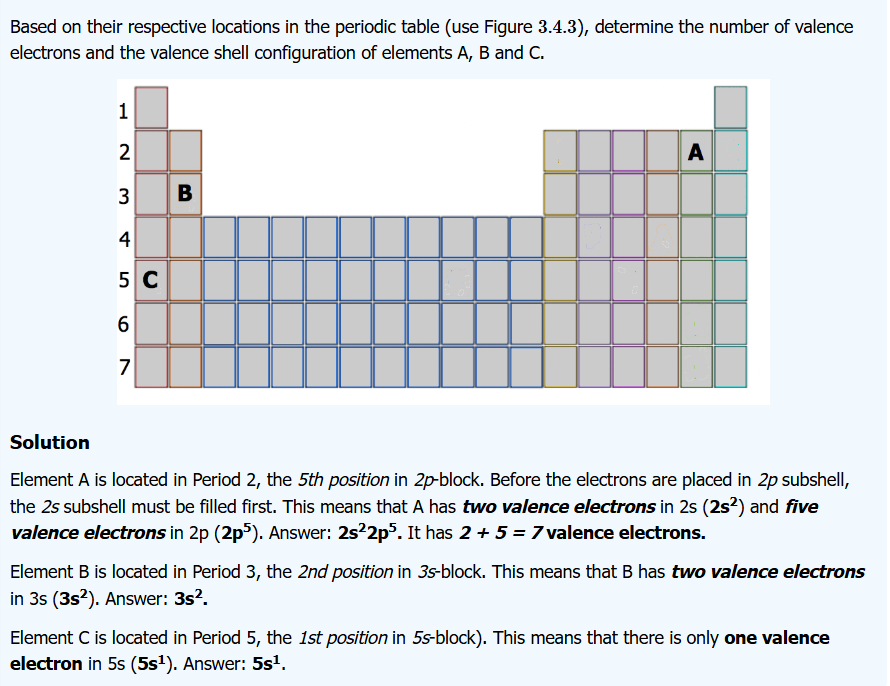 Based on their respective locations in the periodic table (use Figure 3.4.3), determine the number of valence
electrons and the valence shell configuration of elements A, B and C.
1
2 A
3 B
4
5 C
6
7
Solution
Element A is located in Period 2, the 5th position in 2p-block. Before the electrons are placed in 2p subshell,
the 2s subshell must be filled first. This means that A has two valence electrons in 2s (2s²) and five
valence electrons in 2p (2p⁵). Answer: 2s²2p⁵. It has 2 + 5 = 7 valence electrons.
Element B is located in Period 3, the 2nd position in 3s-block. This means that B has two valence electrons
in 3s (3s²). Answer: 3s².
Element C is located in Period 5, the 1st position in 5s-block). This means that there is only one valence
electron in 5s (5s¹). Answer: 5s¹.